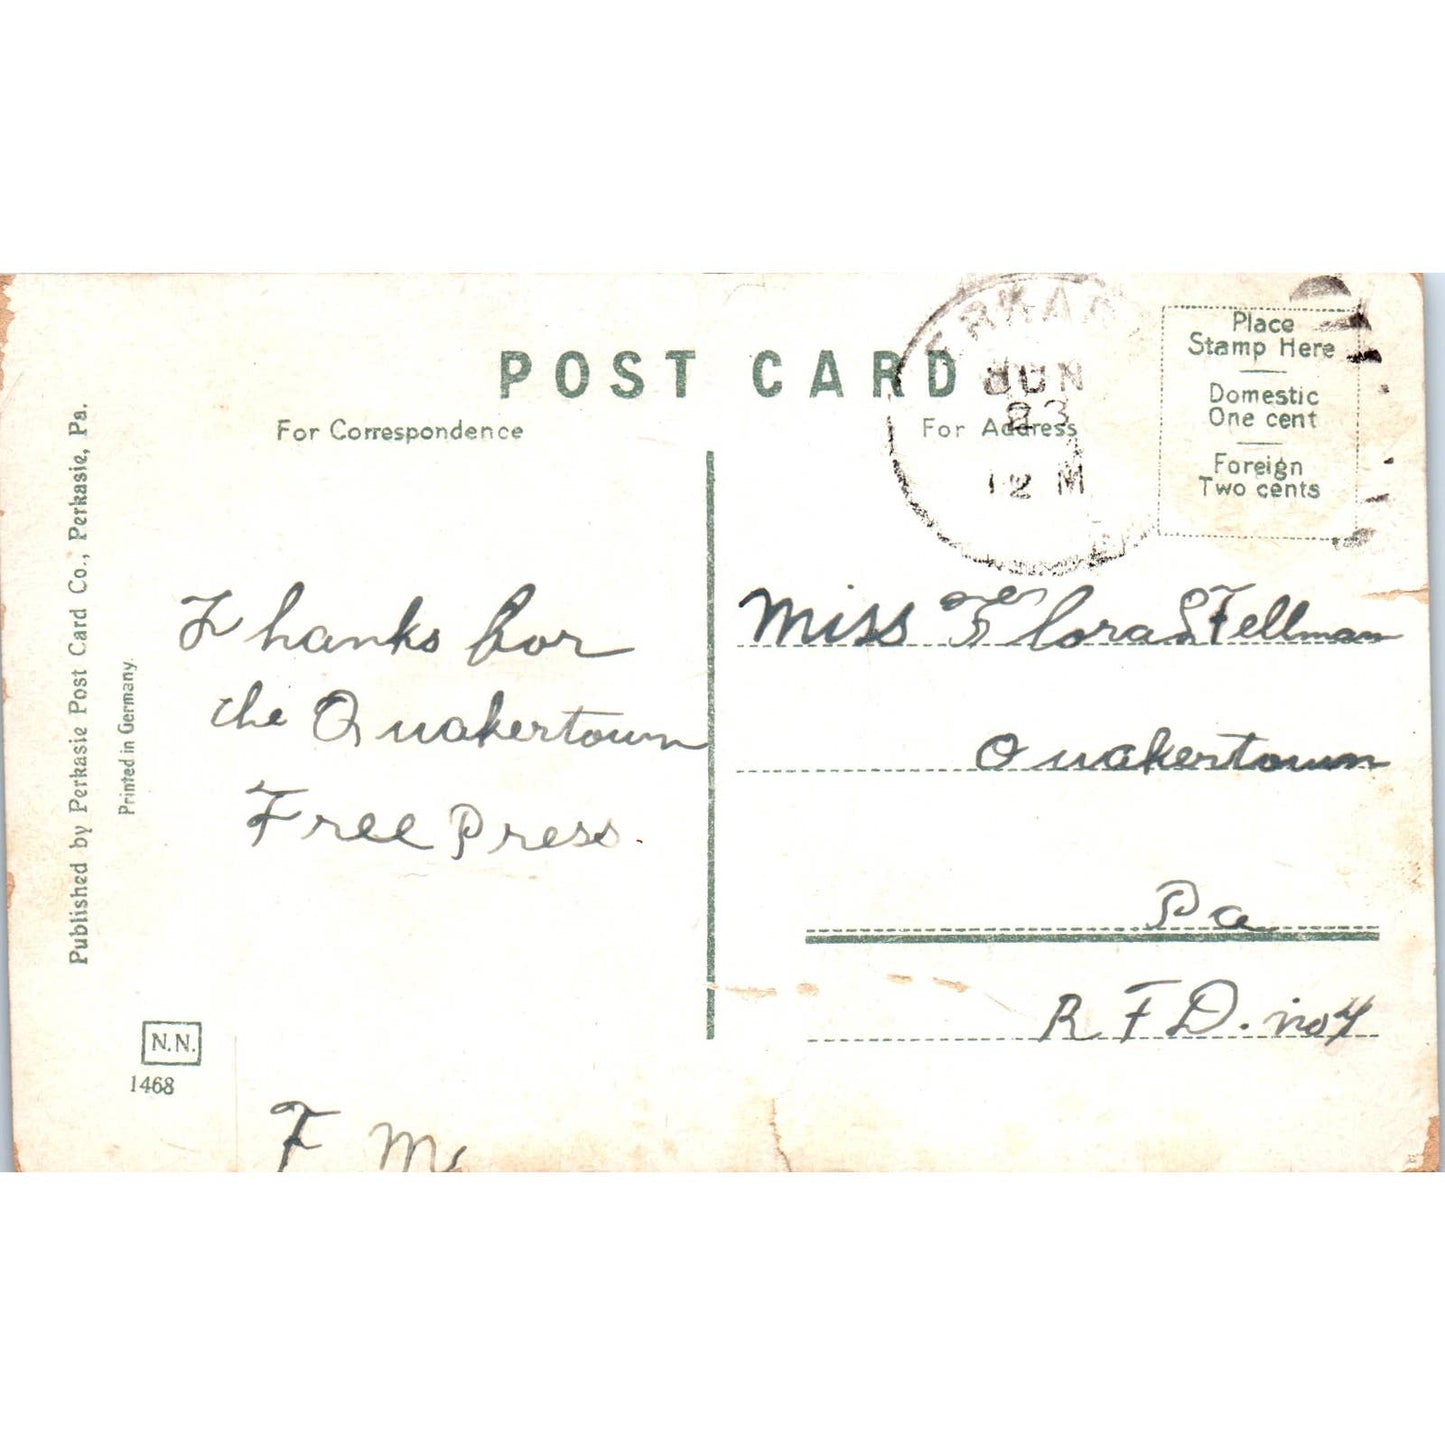 POST CARD
For Correspondence
For Address
JUN
23
12 M
Place
Stamp Here
Domestic
One cent
Foreign
Two cents
Published by Perkasie Post Card Co., Perkasie, Pa.
Printed in Germany.
Thanks for
the Quakertown
Free Press.
Miss Flora S Fellman
Quakertown
Pa
R F D. no 4
N.N.
1468
F M